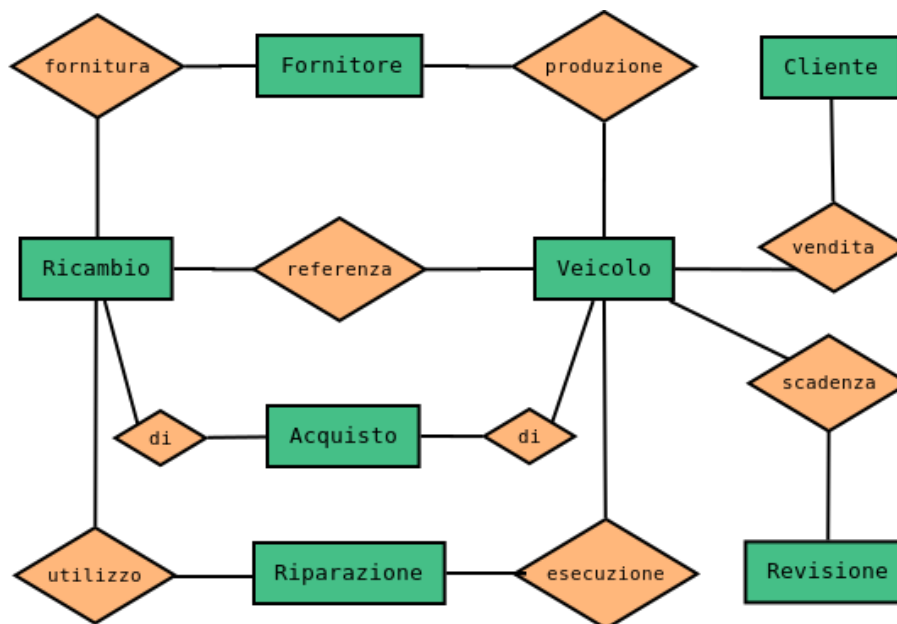 fornitura
Fornitore
produzione
Cliente
Ricambio
referenza
Veicolo
vendita
scadenza
di
Acquisto
di
utilizzo
Riparazione
esecuzione
Revisione